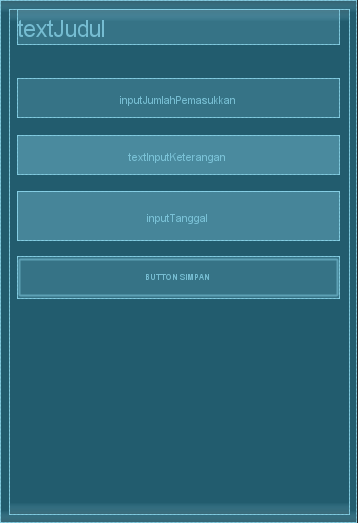 textJudul
inputJumlahPemasukkan
textInputKeterangan
inputTanggal
BUTTON SIMPAN